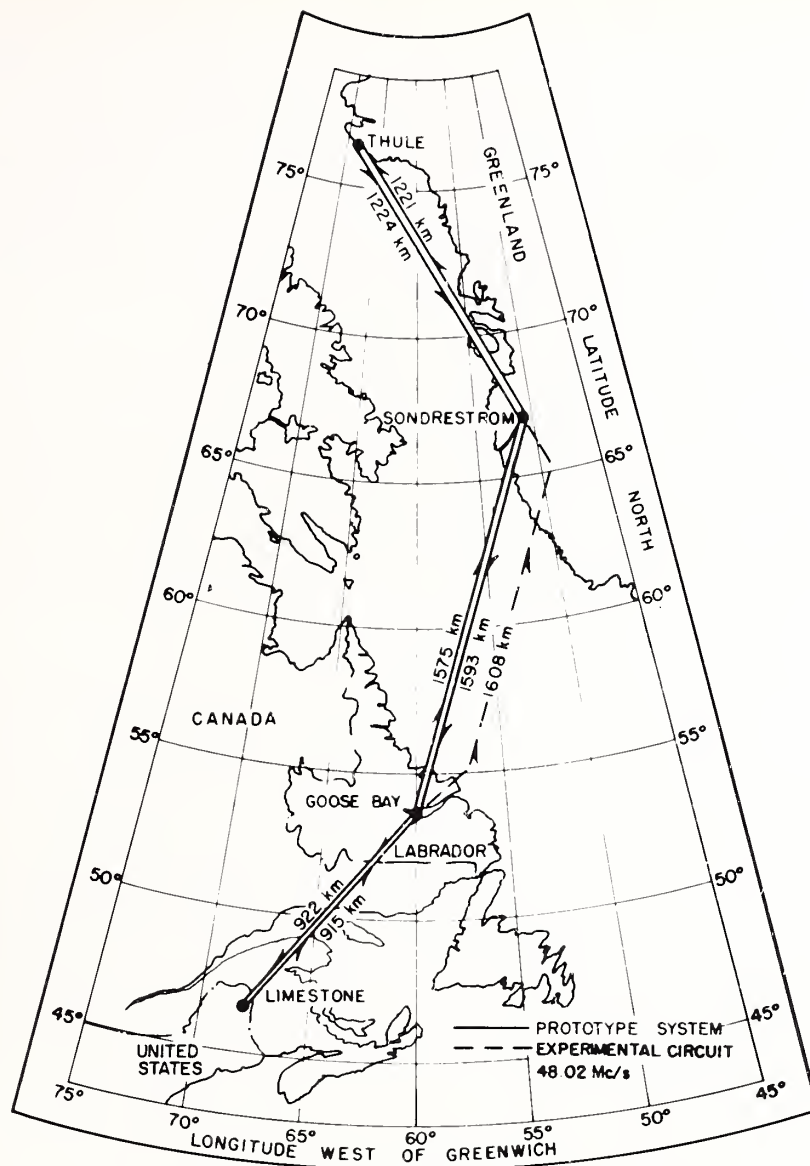 THULE
GREENLAND
75°
75°
1221 km
1224 km
70°
70°
LATITUDE NORTH
SONDRESTROM
65°
65°
60°
60°
1575 km
1593 km
1608 km
CANADA
55°
55°
GOOSE BAY
LABRADOR
50°
50°
922 km
915 km
LIMESTONE
45°
45°
UNITED
STATES
PROTOTYPE SYSTEM
EXPERIMENTAL CIRCUIT
48.02 Mc/s
75°
70°
65°
60°
55°
50°
45°
LONGITUDE WEST OF GREENWICH